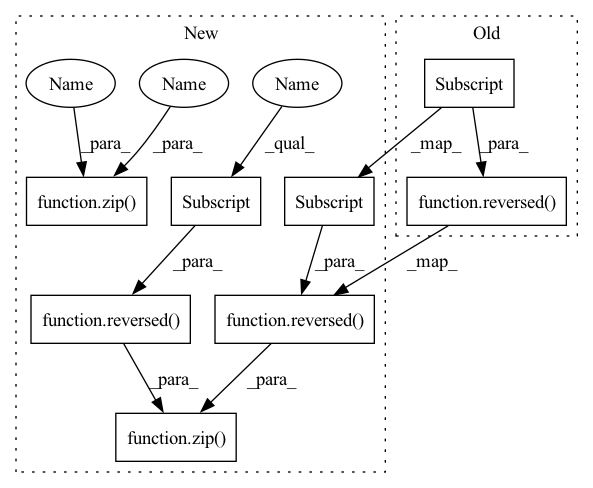 New
Old
Name
Name
Name
Subscript
_para_
_para_
_qual_
_map_
_para_
function.zip()
Subscript
Subscript
function.reversed()
_para_
_para_
_map_
function.reversed()
function.reversed()
_para_
_para_
function.zip()